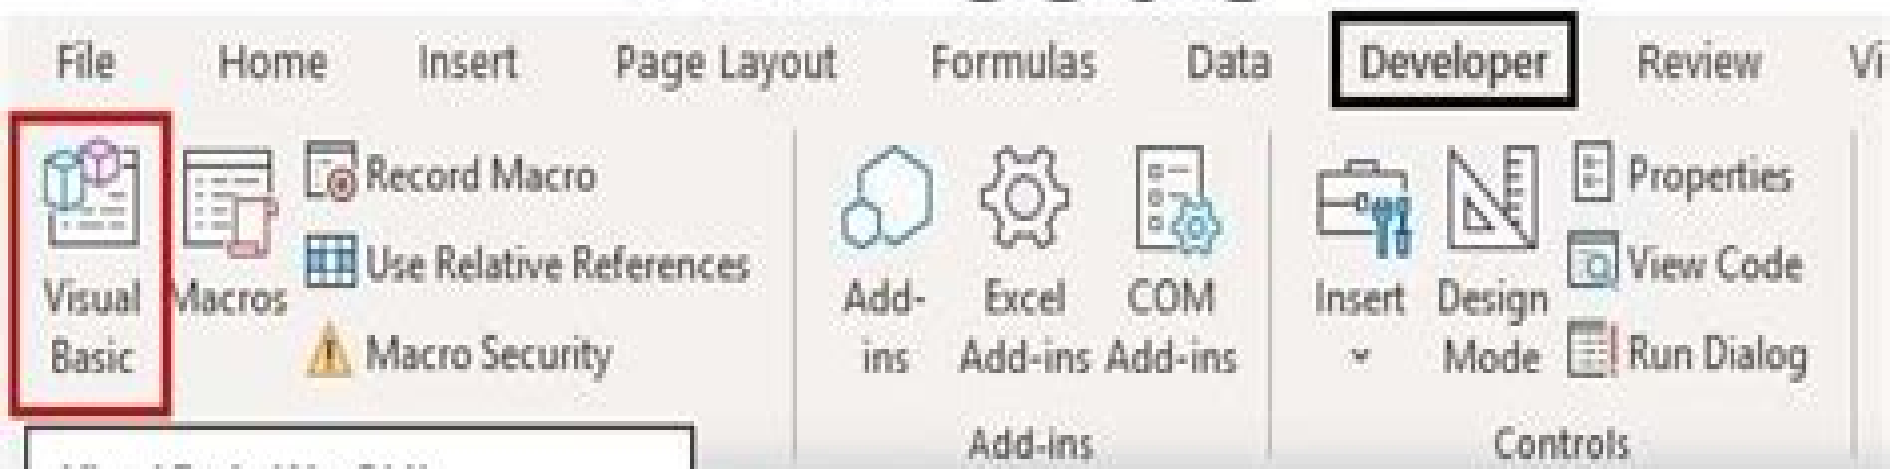 File Home Insert Page Layout Formulas Data Developer Review Vi
Record Macro
Use Relative References
Macro Security
Visual Basic
Macros
Add-ins
Excel Add-ins
COM Add-ins
Insert
Design Mode
Properties
View Code
Run Dialog
Add-ins
Controls